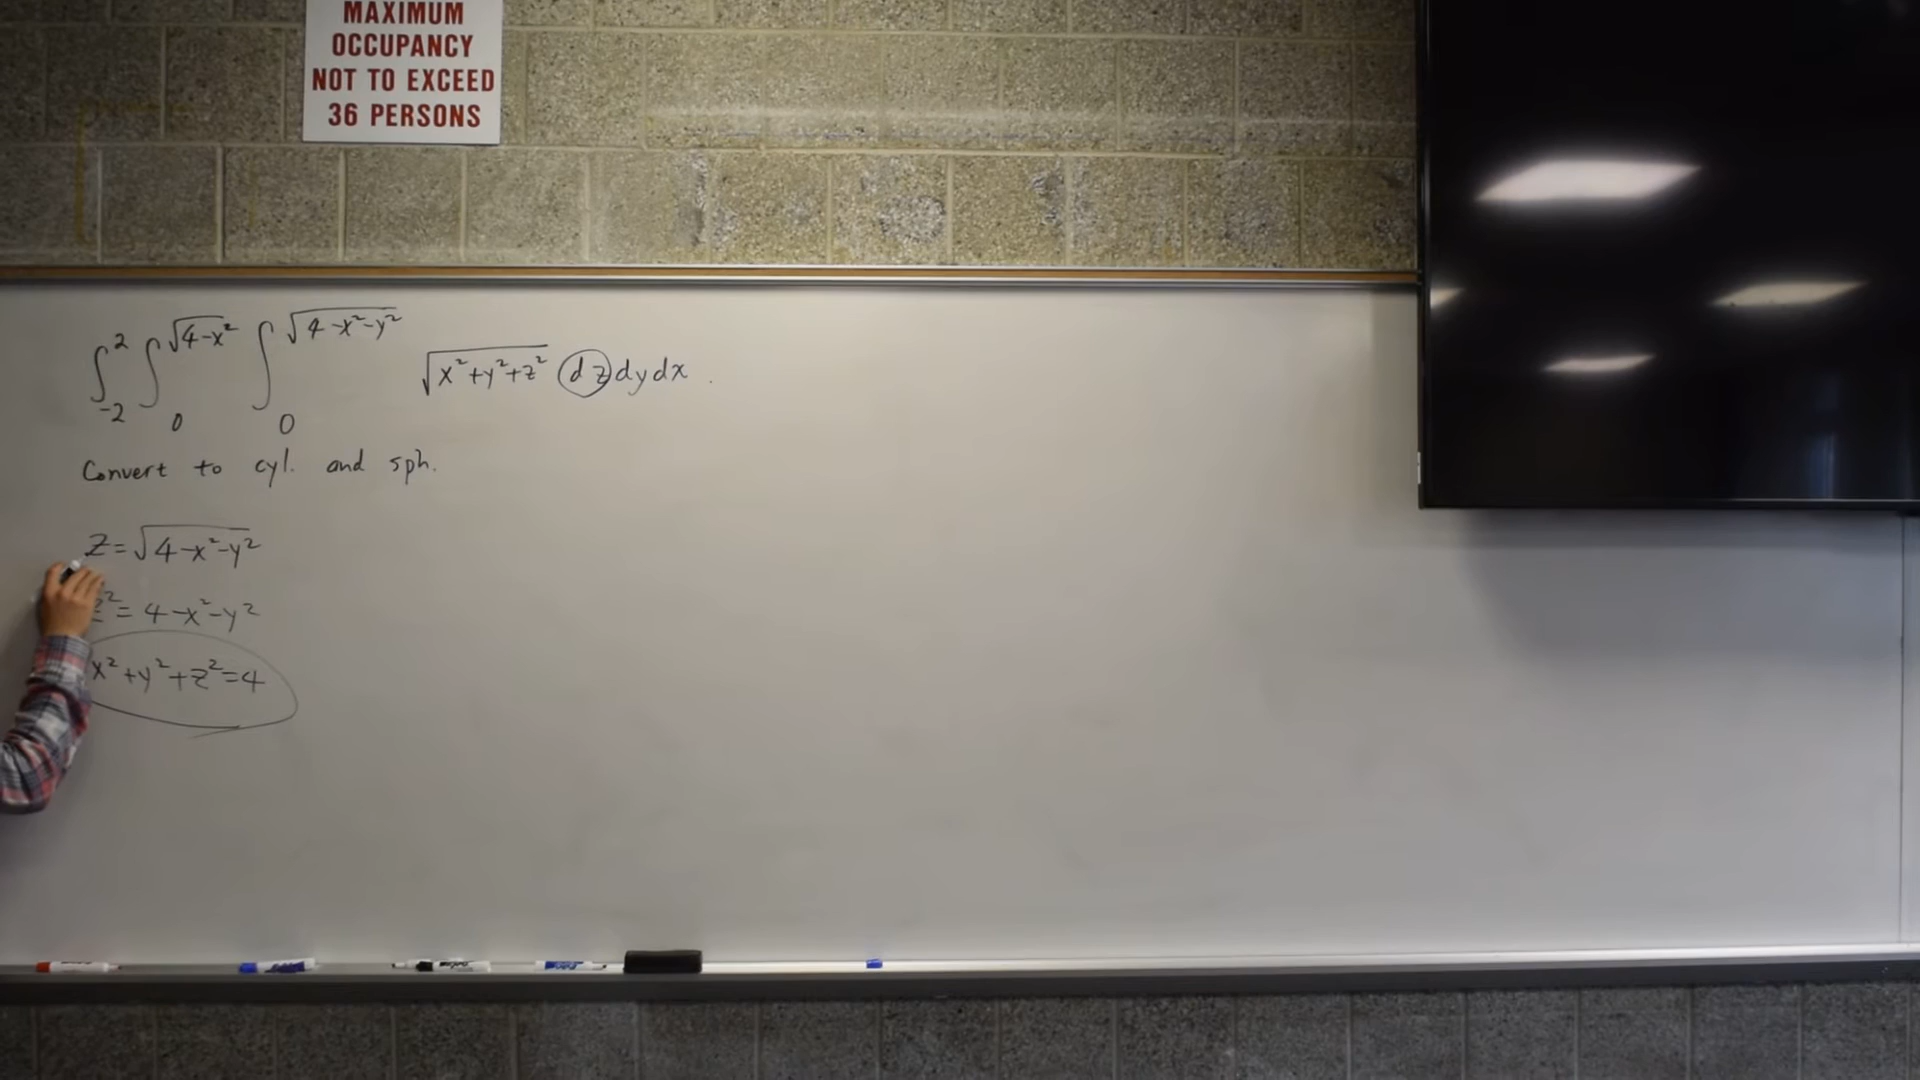 MAXIMUM
OCCUPANCY
NOT TO EXCEED
36 PERSONS
∫_{-2}^{2} ∫_{0}^{√(4-x²)} ∫_{0}^{√(4-x²-y²)} √(x²+y²+z²) dz dy dx.
Convert to cyl. and sph.
z = √(4-x²-y²)
z² = 4-x²-y²
x²+y²+z²=4